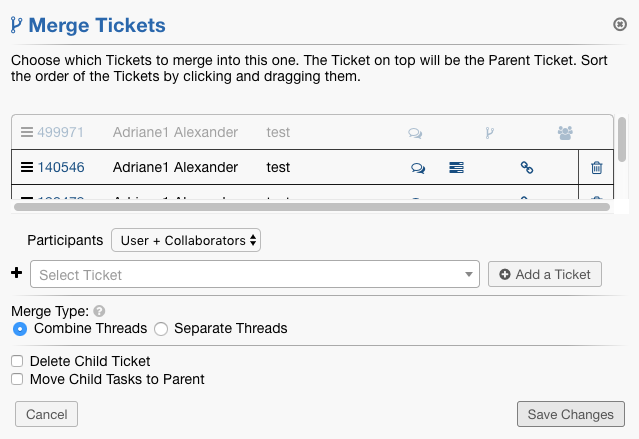 Merge Tickets
Choose which Tickets to merge into this one. The Ticket on top will be the Parent Ticket. Sort
the order of the Tickets by clicking and dragging them.
499971 Adriane1 Alexander test
140546 Adriane1 Alexander test
Participants User + Collaborators
Select Ticket Add a Ticket
Merge Type:
Combine Threads Separate Threads
Delete Child Ticket
Move Child Tasks to Parent
Cancel Save Changes